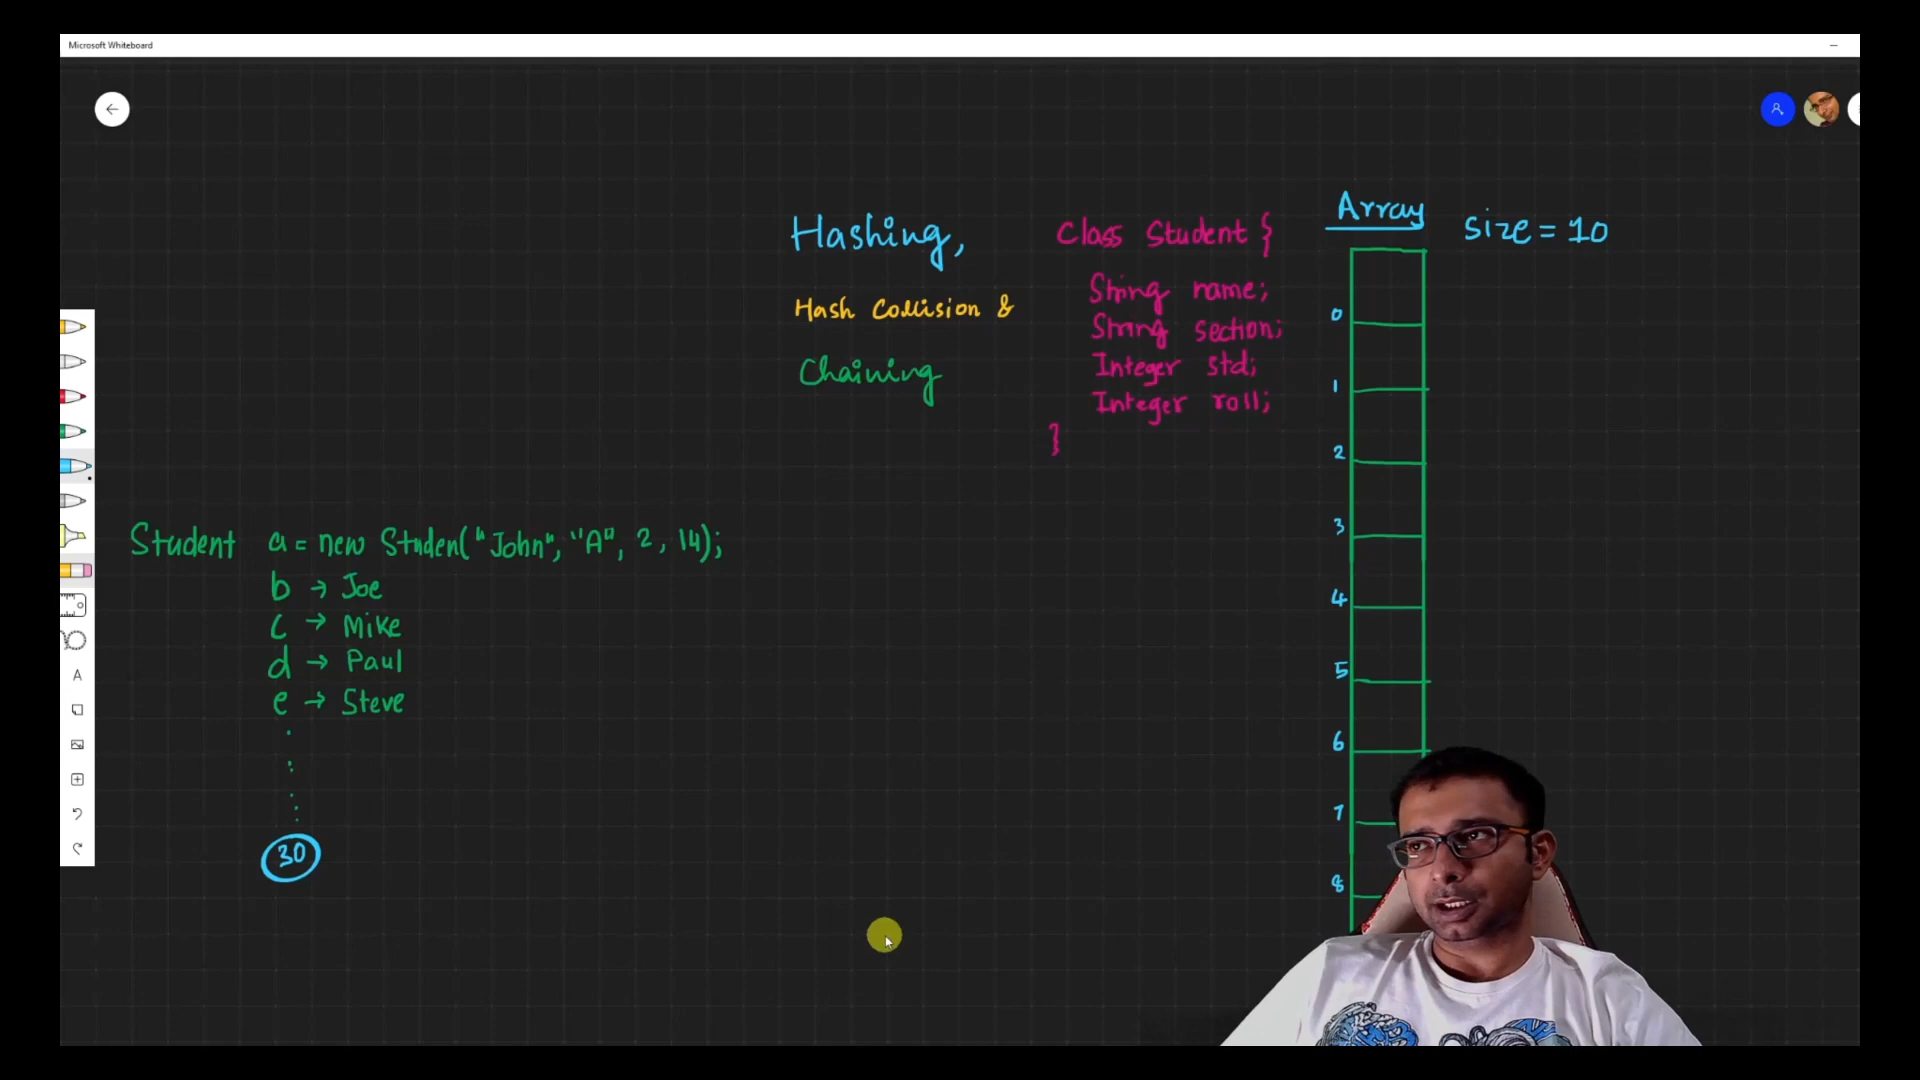 Microsoft Whiteboard
Hashing,
Hash Collision &
Chaining
Class Student {
String name;
String section;
Integer std;
Integer roll;
}
Array
size = 10
0
1
2
3
4
5
6
7
8
Student a = new Studen("John", "A", 2, 14);
b → Joe
c → Mike
d → Paul
e → Steve
30
A